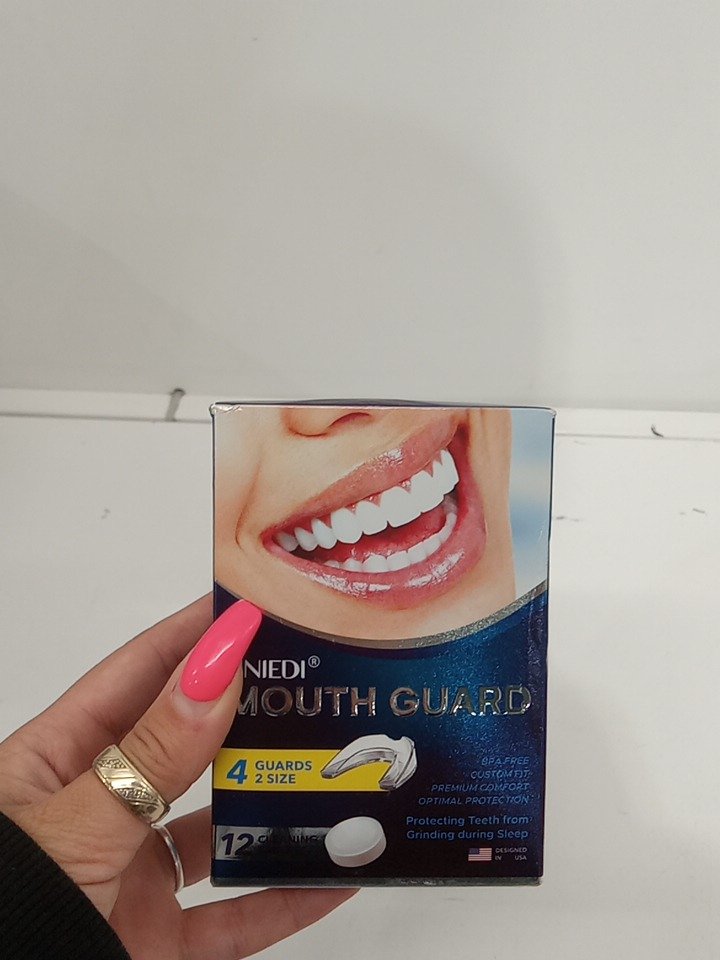 NIEDI®
MOUTH GUARD
4 GUARDS
2 SIZE
BPA FREE
CUSTOM FIT
PREMIUM COMFORT
OPTIMAL PROTECTION
Protecting Teeth from
Grinding during Sleep
12 CLEANING
DESIGNED
IN USA